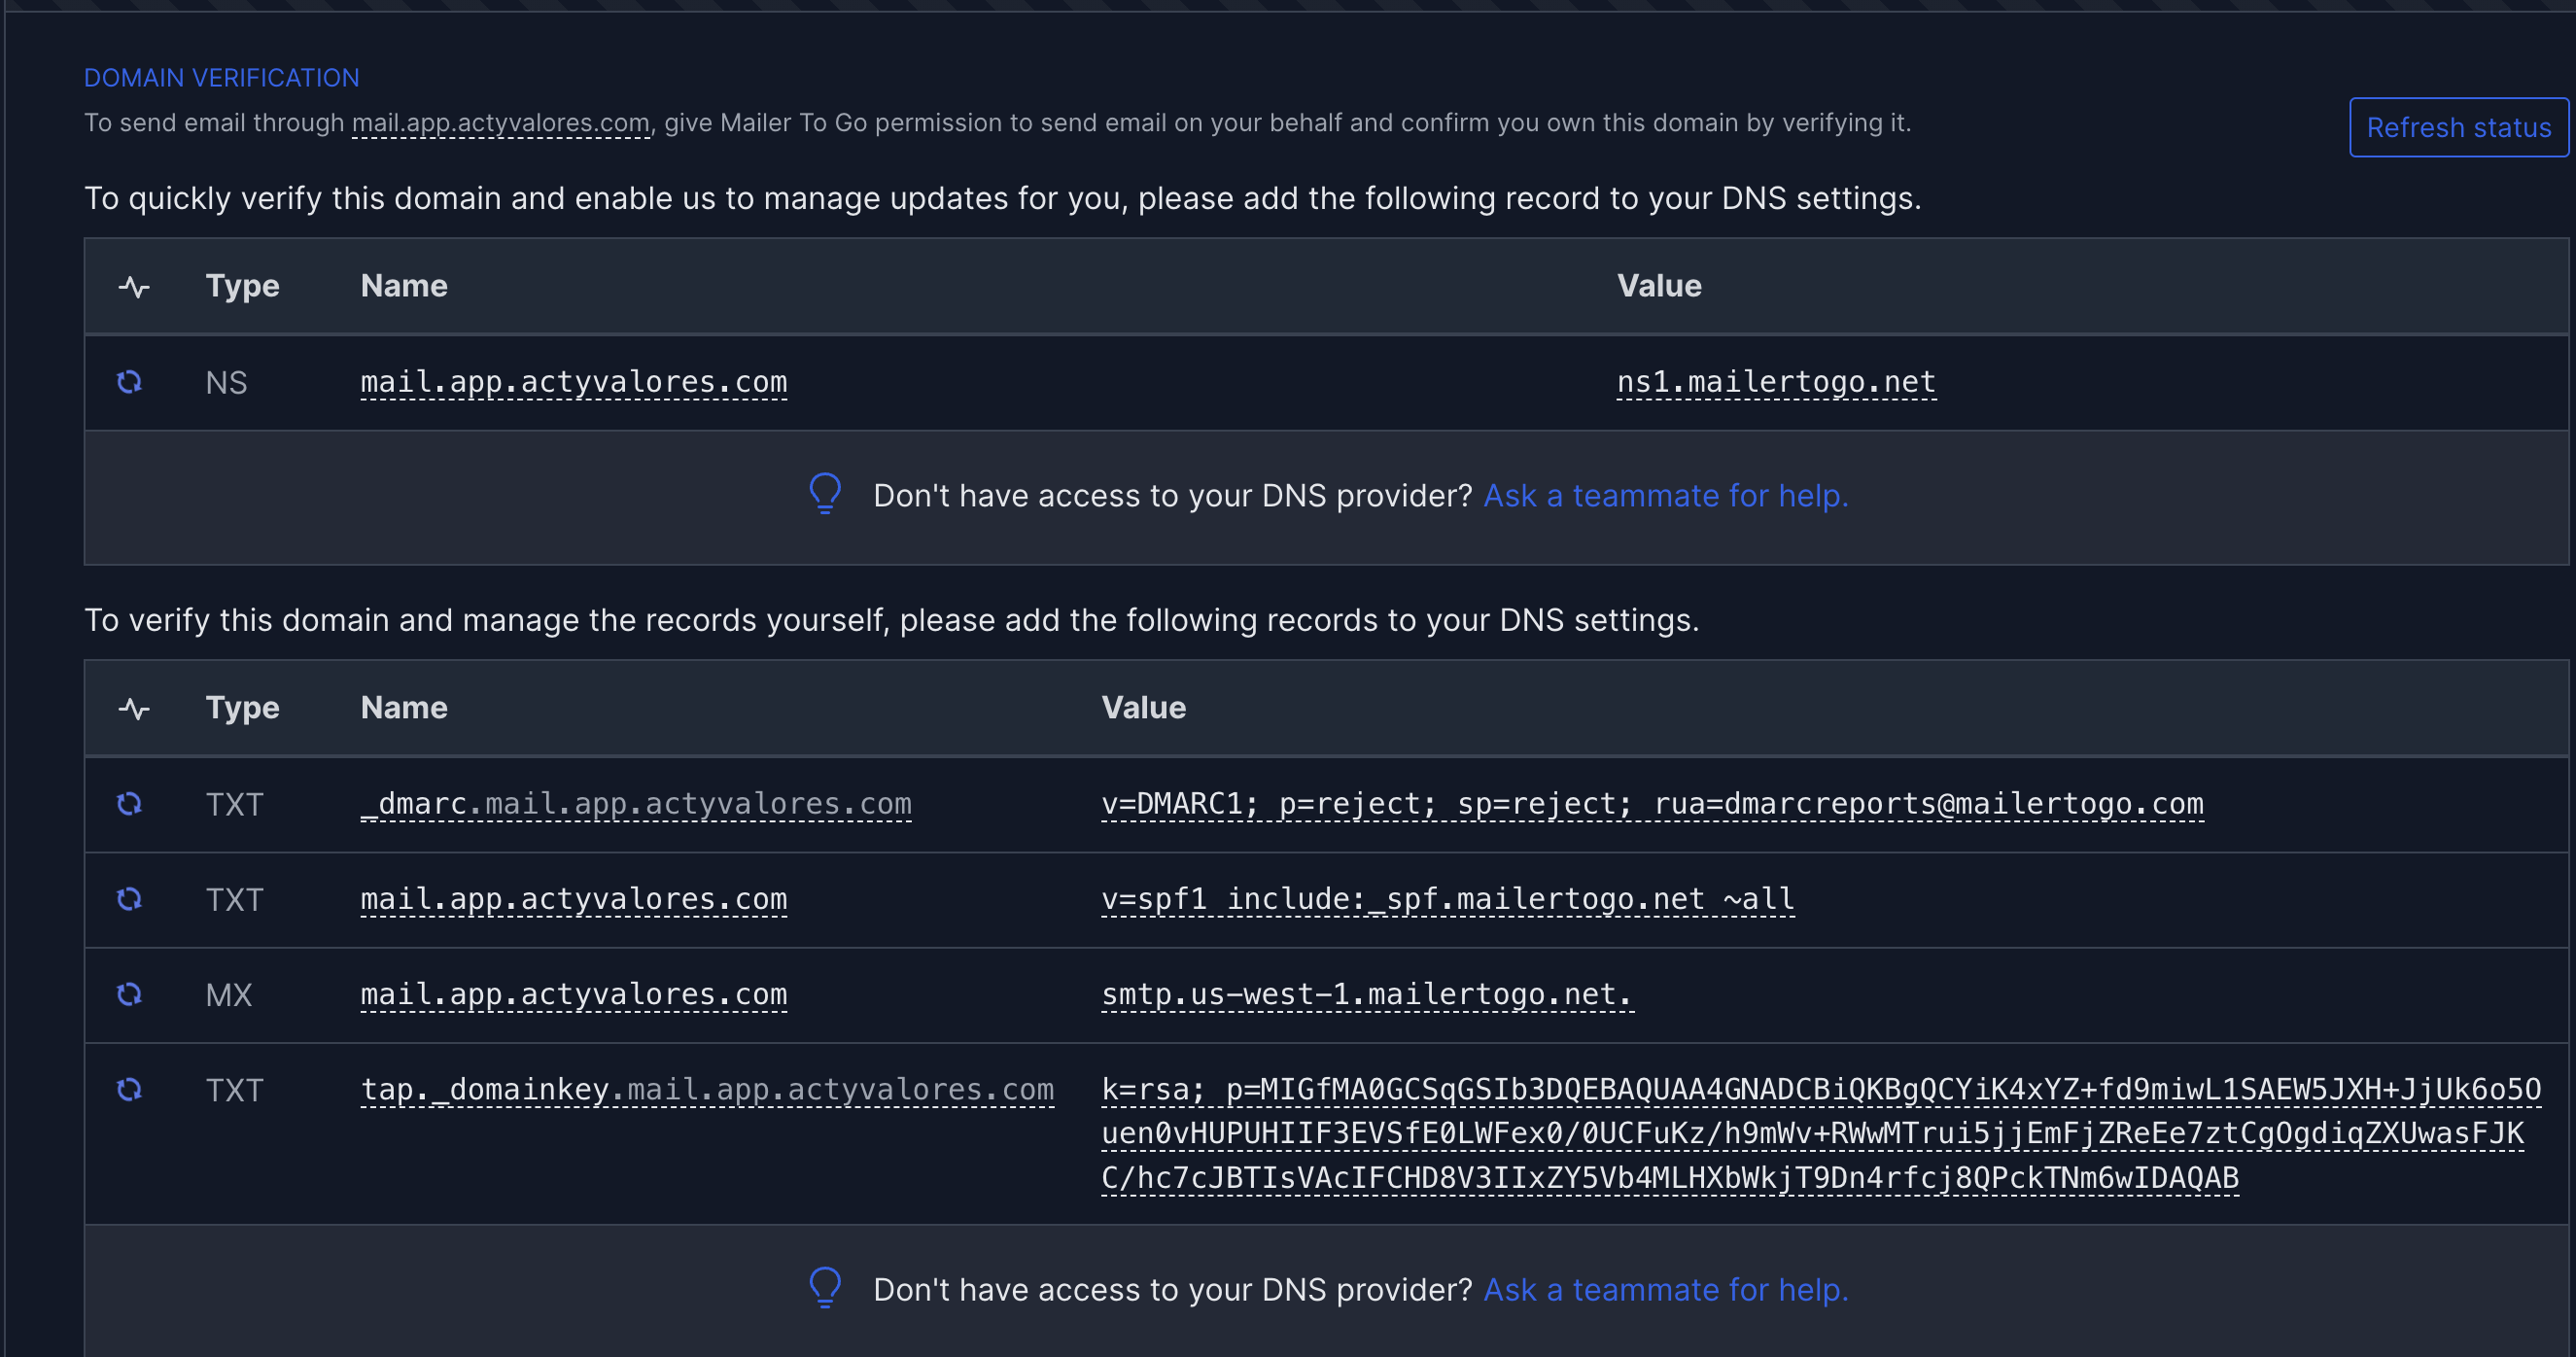 DOMAIN VERIFICATION
To send email through mail.app.actyvalores.com, give Mailer To Go permission to send email on your behalf and confirm you own this domain by verifying it.
Refresh status
To quickly verify this domain and enable us to manage updates for you, please add the following record to your DNS settings.
Type Name Value
NS mail.app.actyvalores.com ns1.mailertogo.net
Don't have access to your DNS provider? Ask a teammate for help.
To verify this domain and manage the records yourself, please add the following records to your DNS settings.
Type Name Value
TXT _dmarc.mail.app.actyvalores.com v=DMARC1; p=reject; sp=reject; rua=dmarcreports@mailertogo.com
TXT mail.app.actyvalores.com v=spf1 include:_spf.mailertogo.net ~all
MX mail.app.actyvalores.com smtp.us-west-1.mailertogo.net.
TXT tap._domainkey.mail.app.actyvalores.com k=rsa; p=MIGfMA0GCSqGSIb3DQEBAQUAA4GNADCBiQKBgQCYiK4xYZ+fd9miwL1SAEW5JXH+JjUk6o5O
uen0vHUPUHIIF3EVSfE0LWFex0/0UCFuKz/h9mWv+RWwMTrui5jjEmFjZReEe7ztCgOgdiqZXUwasFJK
C/hc7cJBTIsVAcIFCHD8V3IIxZY5Vb4MLHXbWkjT9Dn4rfcj8QPckTNm6wIDAQAB
Don't have access to your DNS provider? Ask a teammate for help.